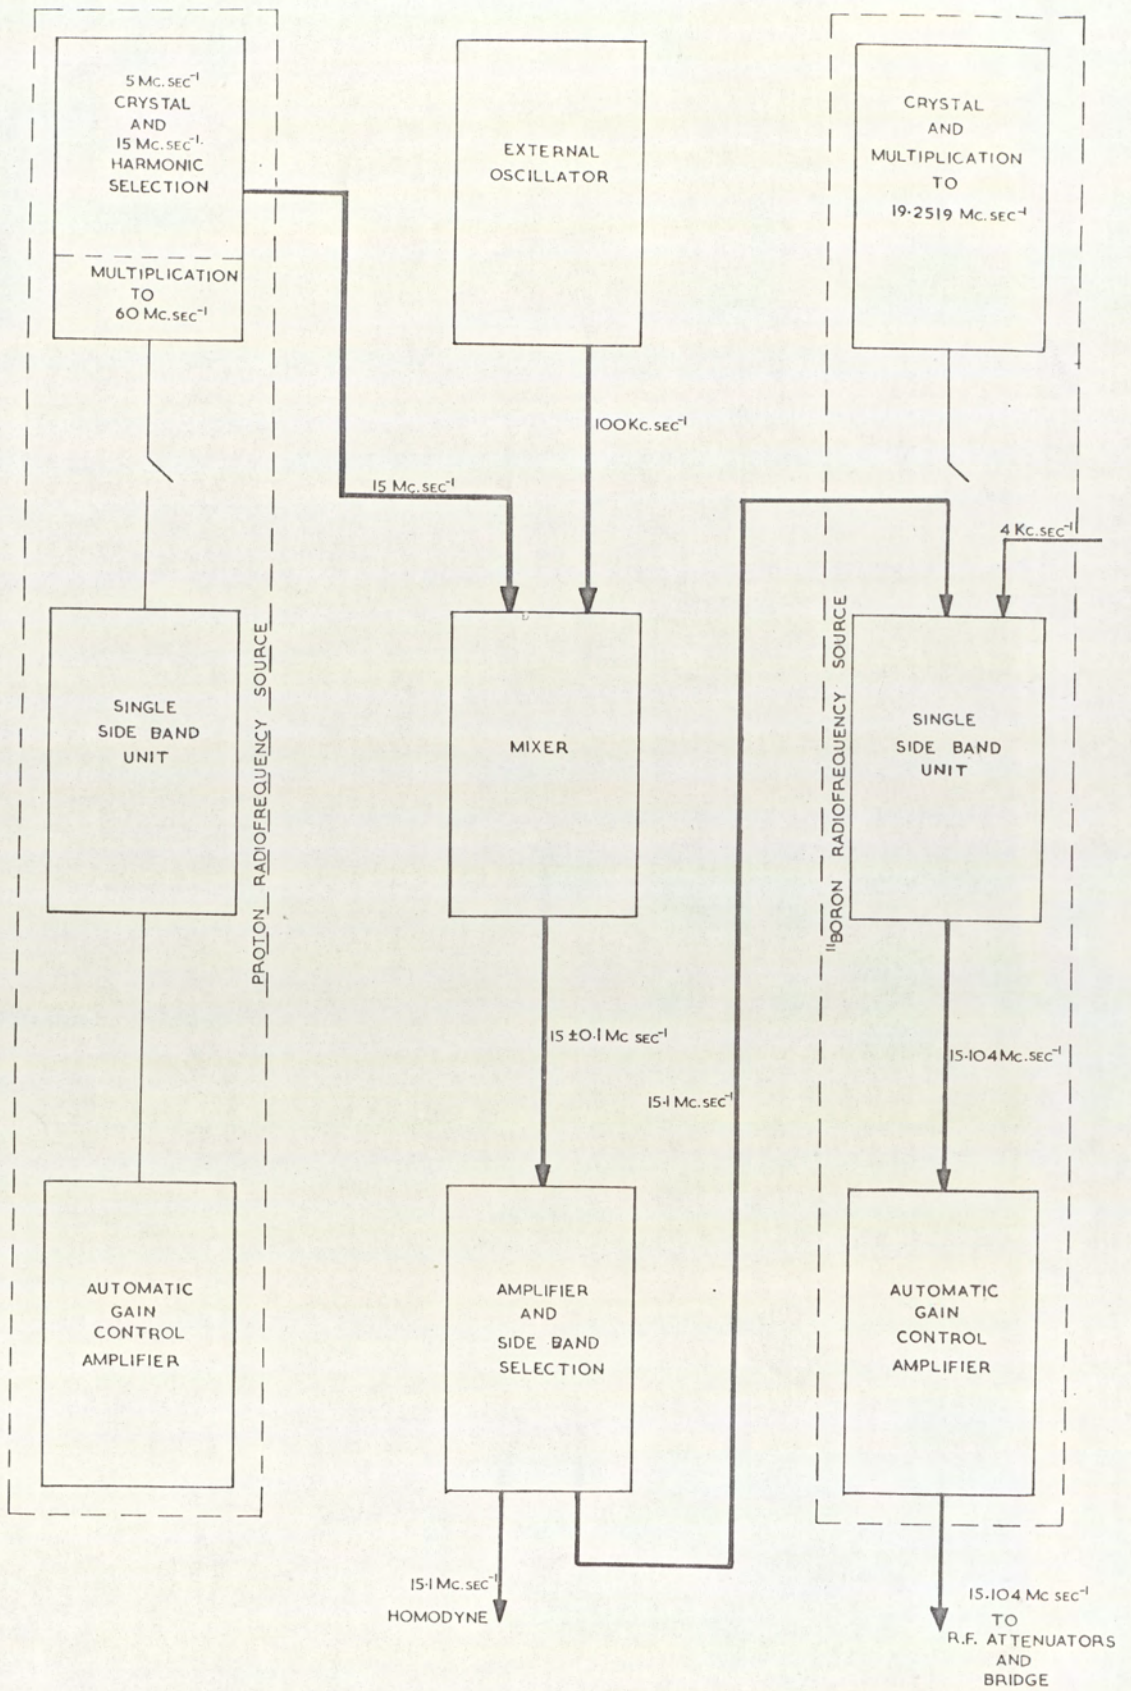 5 Mc.sec⁻¹
CRYSTAL
AND
15 Mc.sec⁻¹.
HARMONIC
SELECTION
MULTIPLICATION
TO
60 Mc.sec⁻¹
EXTERNAL
OSCILLATOR
CRYSTAL
AND
MULTIPLICATION
TO
19·2519 Mc.sec⁻¹
100 Kc.sec⁻¹
15 Mc.sec⁻¹
4 Kc.sec⁻¹
SINGLE
SIDE BAND
UNIT
PROTON RADIOFREQUENCY SOURCE
MIXER
¹¹BORON RADIOFREQUENCY SOURCE
SINGLE
SIDE BAND
UNIT
15 ±0·1 Mc sec⁻¹
15·1 Mc.sec⁻¹
15·104 Mc.sec⁻¹
AUTOMATIC
GAIN
CONTROL
AMPLIFIER
AMPLIFIER
AND
SIDE BAND
SELECTION
AUTOMATIC
GAIN
CONTROL
AMPLIFIER
15·1 Mc.sec⁻¹
HOMODYNE
15.104 Mc sec⁻¹
TO
R.F. ATTENUATORS
AND
BRIDGE